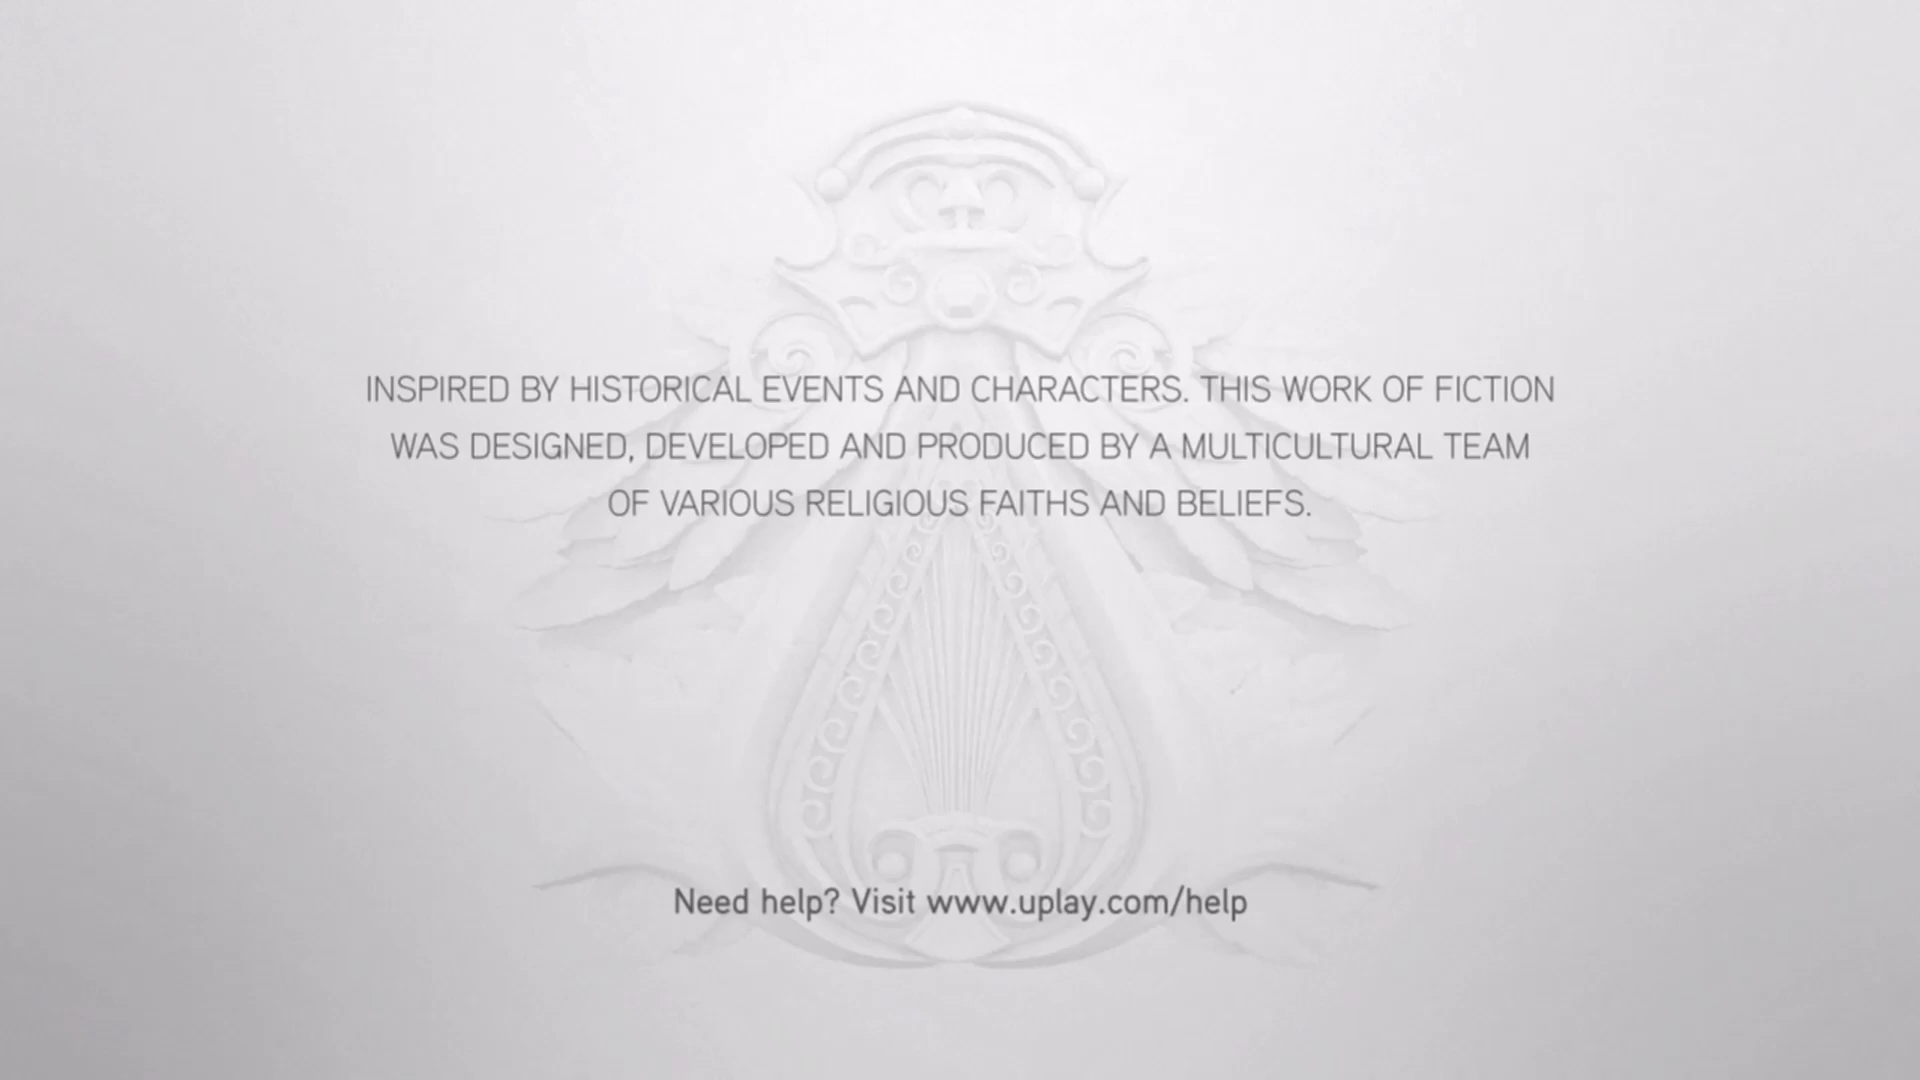 INSPIRED BY HISTORICAL EVENTS AND CHARACTERS. THIS WORK OF FICTION
WAS DESIGNED, DEVELOPED AND PRODUCED BY A MULTICULTURAL TEAM
OF VARIOUS RELIGIOUS FAITHS AND BELIEFS.
Need help? Visit www.uplay.com/help